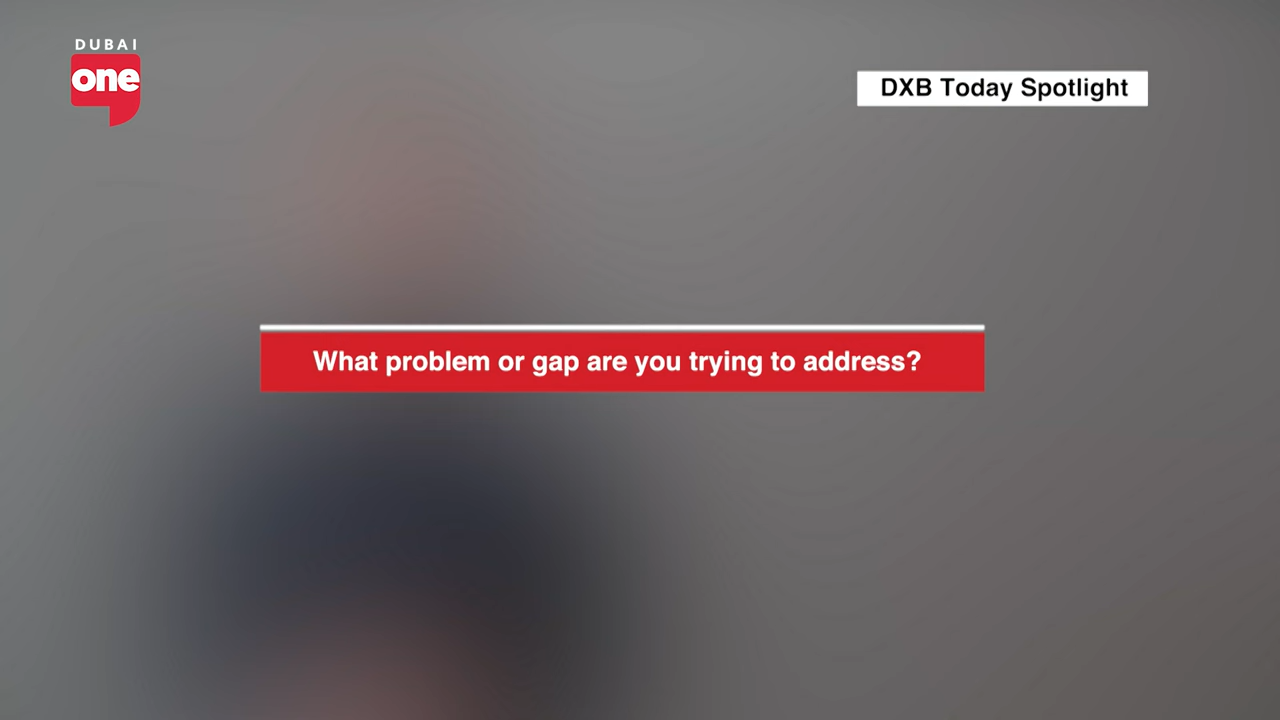 DUBAI
one
DXB Today Spotlight
What problem or gap are you trying to address?